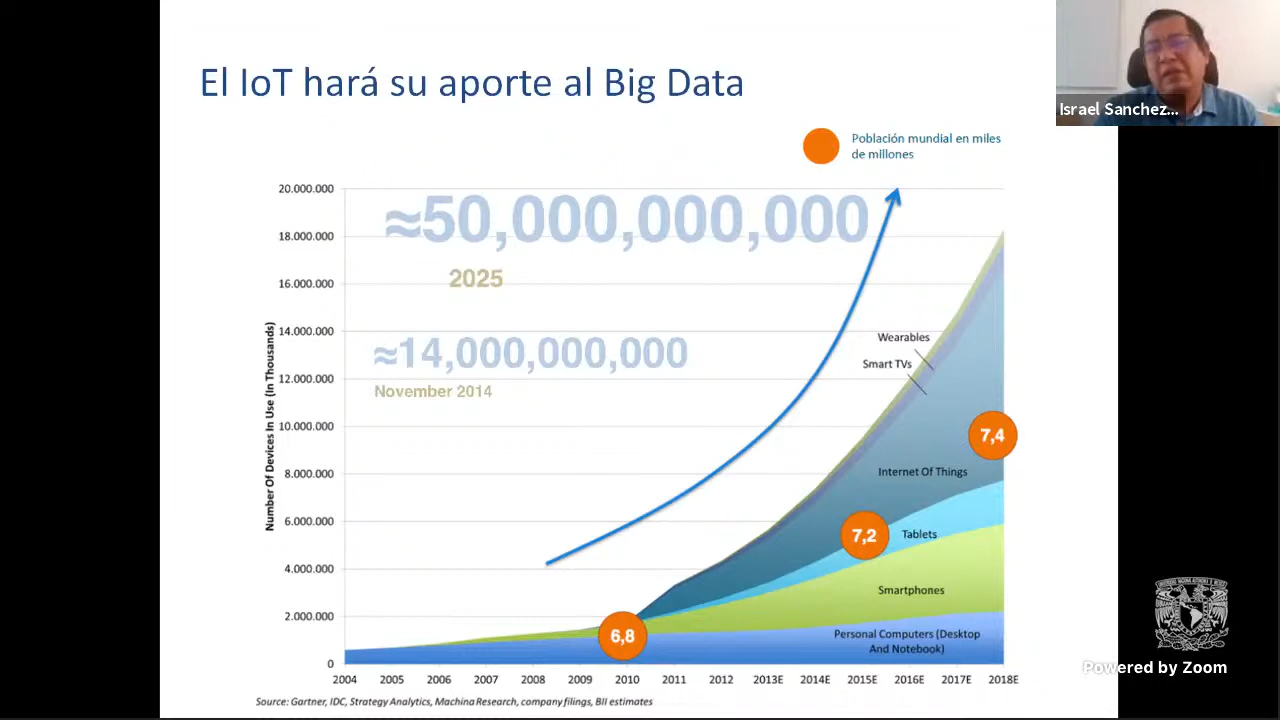 El IoT hará su aporte al Big Data
Israel Sanchez...
Población mundial en miles
de millones
20.000.000
18.000.000
16.000.000
14.000.000
12.000.000
10.000.000
8.000.000
6.000.000
4.000.000
2.000.000
0
Number Of Devices In Use (In Thousands)
≈50,000,000,000
2025
≈14,000,000,000
November 2014
Wearables
Smart TVs
7,4
Internet Of Things
7,2
Tablets
Smartphones
6,8
Personal Computers (Desktop
And Notebook)
2004 2005 2006 2007 2008 2009 2010 2011 2012 2013E 2014E 2015E 2016E 2017E 2018E
Source: Gartner, IDC, Strategy Analytics, Machina Research, company filings, BII estimates
Powered by Zoom